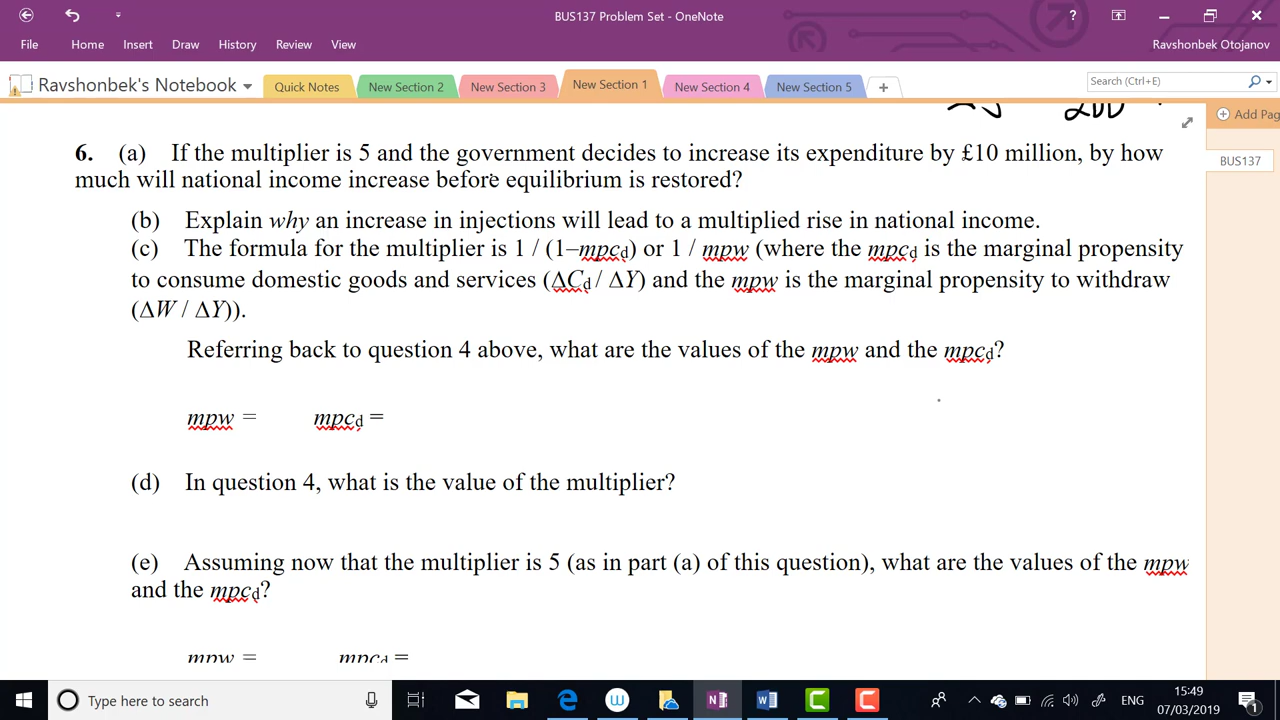 BUS137 Problem Set - OneNote
?
File Home Insert Draw History Review View
Ravshonbek Otojanov
Ravshonbek's Notebook
Quick Notes
New Section 2
New Section 3
New Section 1
New Section 4
New Section 5
Search (Ctrl+E)
Add Pag
BUS137
6. (a) If the multiplier is 5 and the government decides to increase its expenditure by £10 million, by how
much will national income increase before equilibrium is restored?
(b) Explain why an increase in injections will lead to a multiplied rise in national income.
(c) The formula for the multiplier is 1 / (1–mpcd) or 1 / mpw (where the mpcd is the marginal propensity
to consume domestic goods and services (ΔCd / ΔY) and the mpw is the marginal propensity to withdraw
(ΔW / ΔY)).
Referring back to question 4 above, what are the values of the mpw and the mpcd?
mpw = mpcd =
(d) In question 4, what is the value of the multiplier?
(e) Assuming now that the multiplier is 5 (as in part (a) of this question), what are the values of the mpw
and the mpcd?
mpw = mpcd =
Type here to search
ENG
15:49
07/03/2019
1